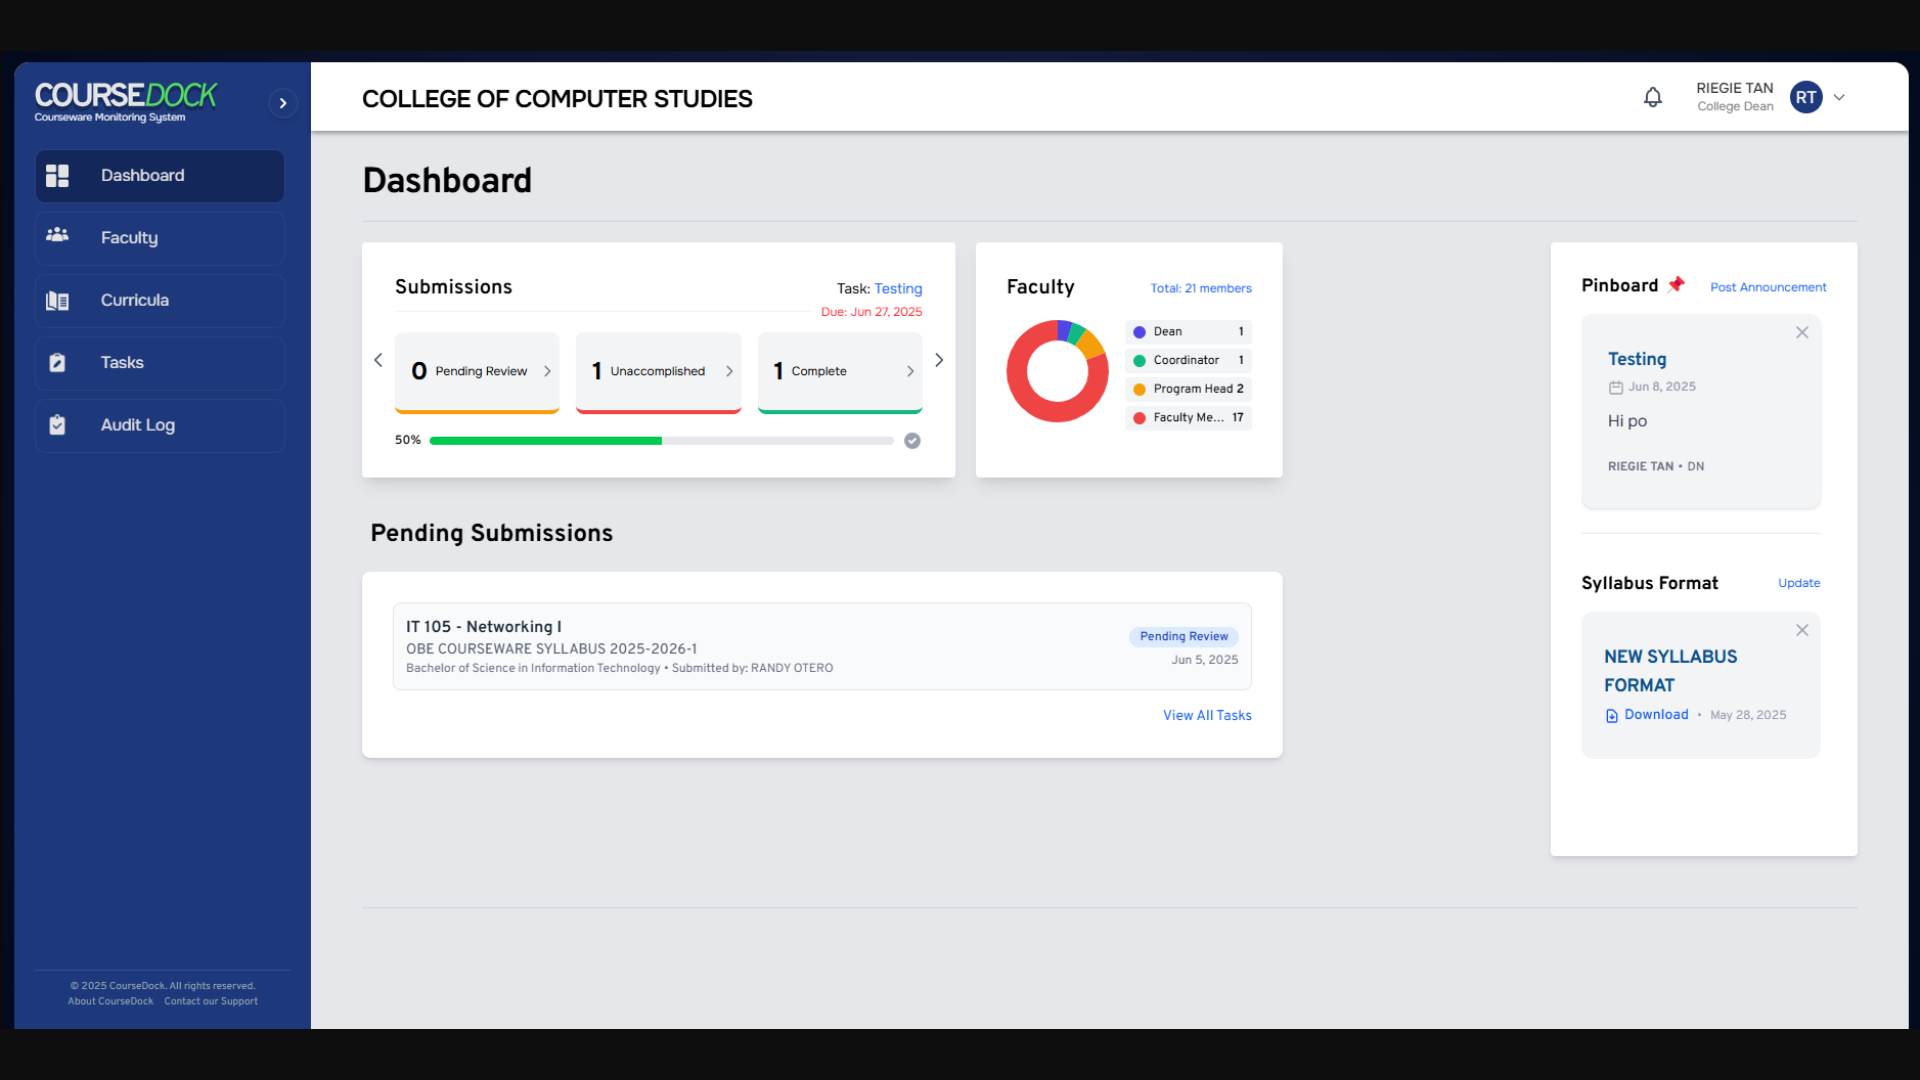 COURSEDOCK
Courseware Monitoring System
Dashboard
Faculty
Curricula
Tasks
Audit Log
© 2025 CourseDock. All rights reserved.
About CourseDock Contact our Support
COLLEGE OF COMPUTER STUDIES
RIEGIE TAN
College Dean
RT
Dashboard
Submissions
Task: Testing
Due: Jun 27, 2025
0 Pending Review
1 Unaccomplished
1 Complete
50%
Faculty
Total: 21 members
Dean 1
Coordinator 1
Program Head 2
Faculty Me... 17
Pending Submissions
IT 105 - Networking I
OBE COURSEWARE SYLLABUS 2025-2026-1
Bachelor of Science in Information Technology • Submitted by: RANDY OTERO
Pending Review
Jun 5, 2025
View All Tasks
Pinboard
Post Announcement
Testing
Jun 8, 2025
Hi po
RIEGIE TAN • DN
Syllabus Format
Update
NEW SYLLABUS
FORMAT
Download • May 28, 2025